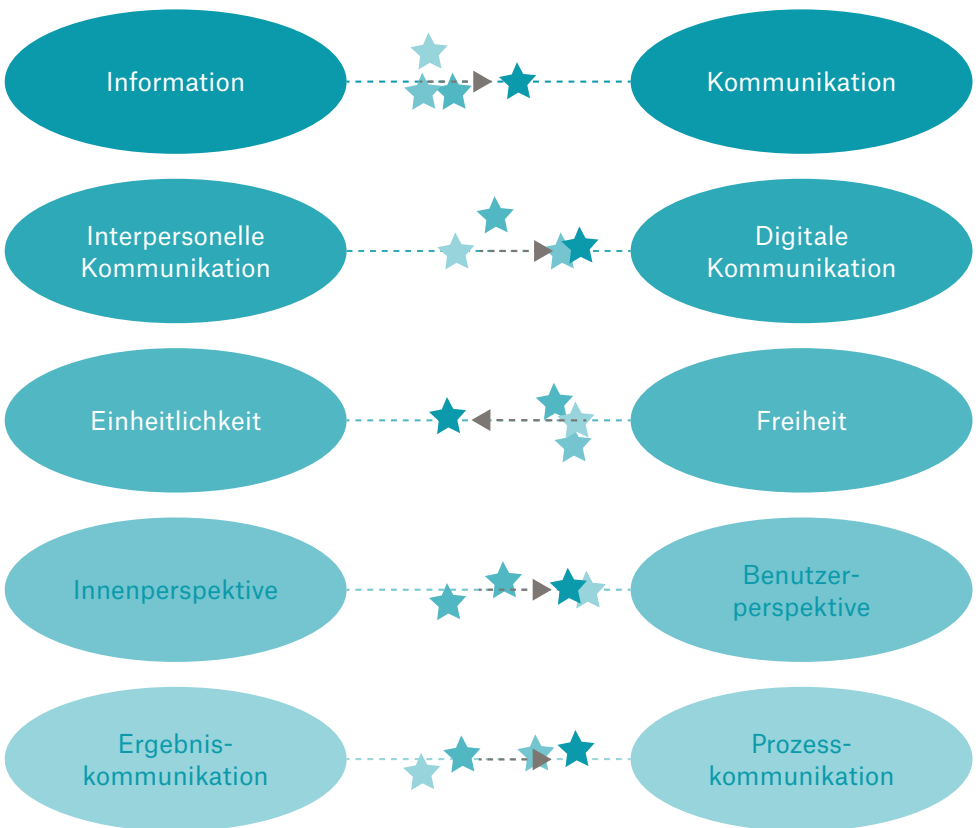 Information
Kommunikation
Interpersonelle
Kommunikation
Digitale
Kommunikation
Einheitlichkeit
Freiheit
Innenperspektive
Benutzer-
perspektive
Ergebnis-
kommunikation
Prozess-
kommunikation